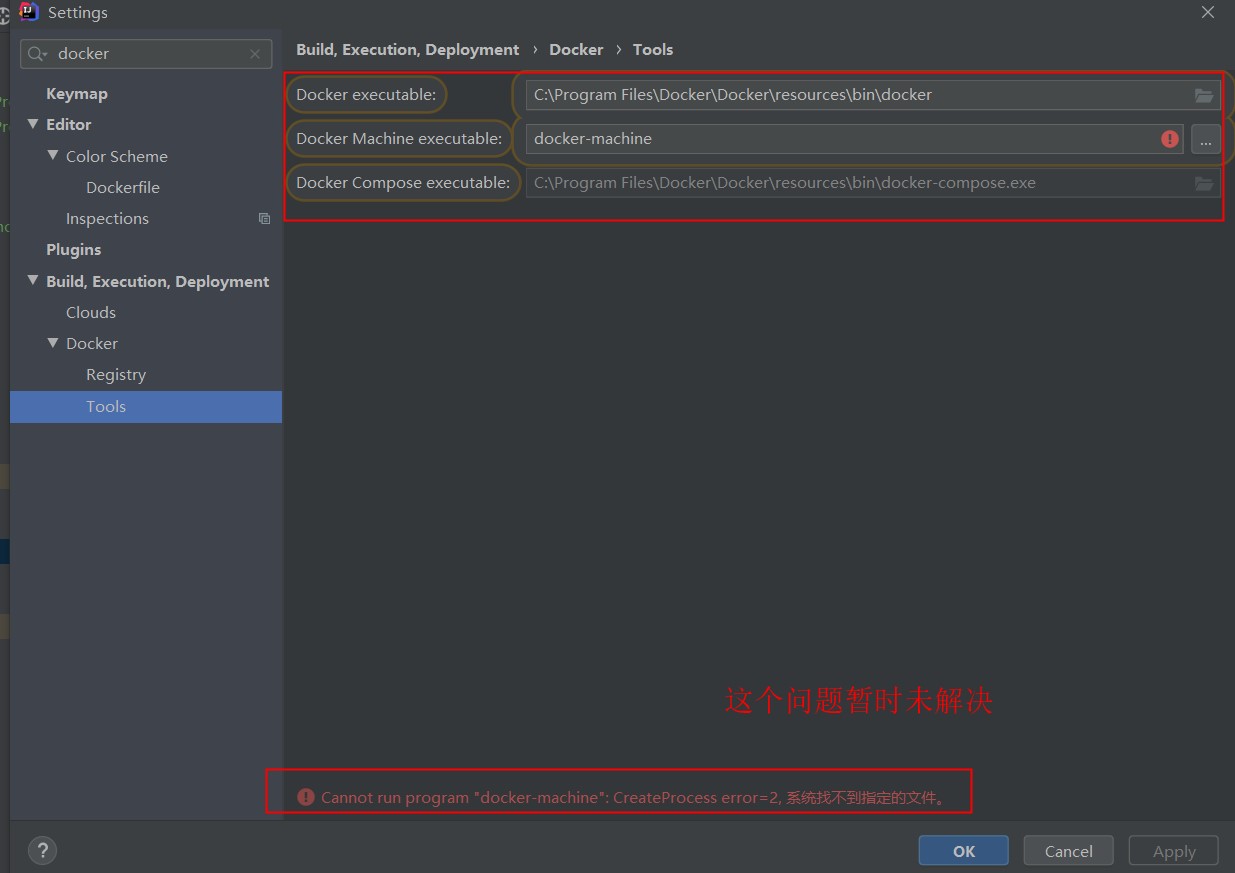 Settings
docker
Build, Execution, Deployment › Docker › Tools
Keymap
Editor
Color Scheme
Dockerfile
Inspections
Plugins
Build, Execution, Deployment
Clouds
Docker
Registry
Tools
Docker executable:
C:\Program Files\Docker\Docker\resources\bin\docker
Docker Machine executable:
docker-machine
...
Docker Compose executable:
C:\Program Files\Docker\Docker\resources\bin\docker-compose.exe
这个问题暂时未解决
Cannot run program "docker-machine": CreateProcess error=2, 系统找不到指定的文件。
?
OK
Cancel
Apply